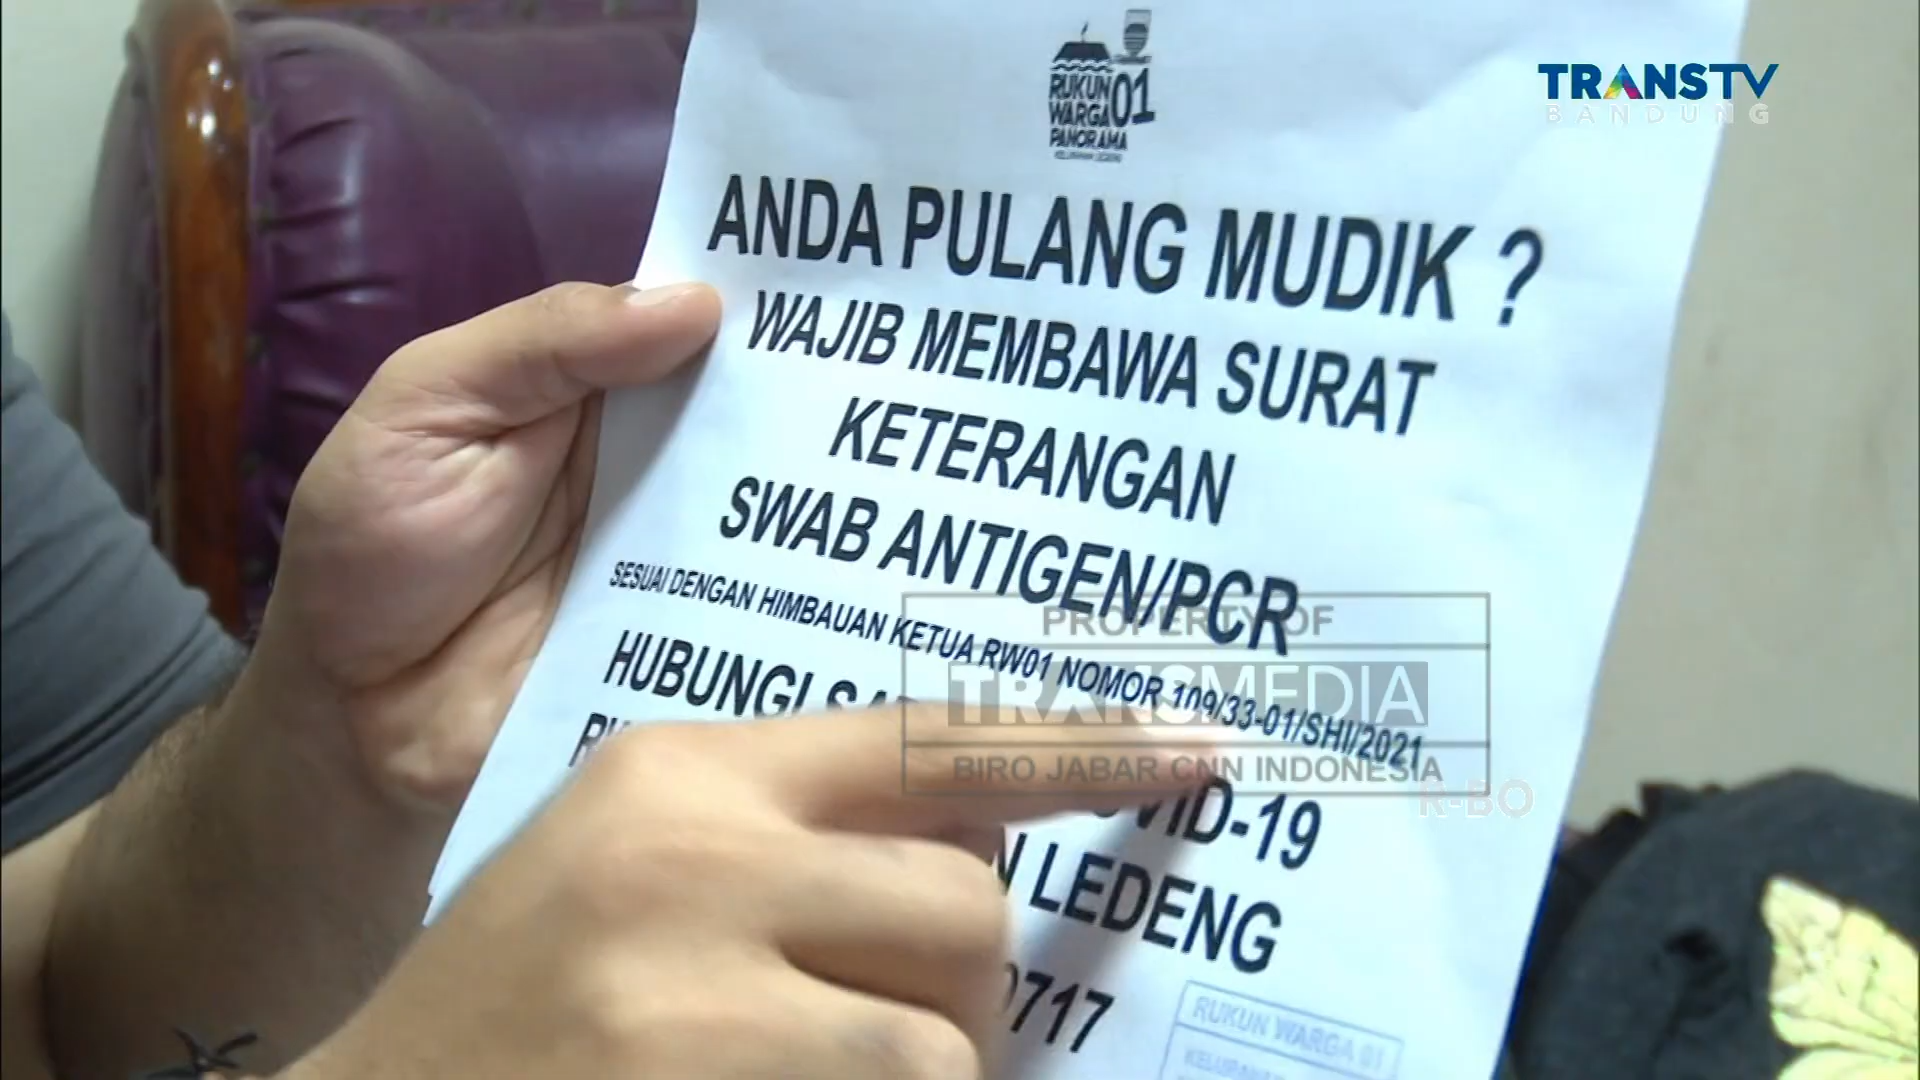 TRANSTV
BANDUNG
RUKUN
WARGA 01
PANORAMA
ANDA PULANG MUDIK ?
WAJIB MEMBAWA SURAT
KETERANGAN
SWAB ANTIGEN/PCR
SESUAI DENGAN HIMBAUAN KETUA RW01 NOMOR 109/33-01/SHI/2021
HUBUNGI
COVID-19
LEDENG
0717
PROPERTY OF
TRANSMEDIA
BIRO JABAR CNN INDONESIA
R-BO
RUKUN WARGA 01